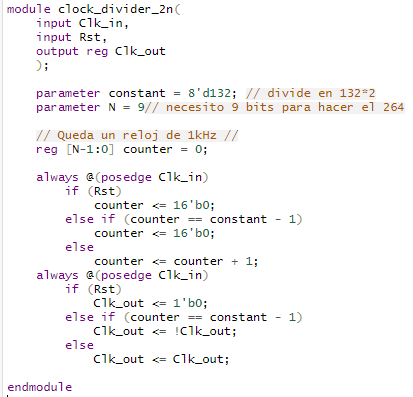 module clock_divider_2n(
    input Clk_in,
    input Rst,
    output reg Clk_out
    );
    parameter constant = 8'd132; // divide en 132*2
    parameter N = 9// necesito 9 bits para hacer el 264
    // Queda un reloj de 1kHz //
    reg [N-1:0] counter = 0;
    always @(posedge Clk_in)
        if (Rst)
            counter <= 16'b0;
        else if (counter == constant - 1)
            counter <= 16'b0;
        else
            counter <= counter + 1;
    always @(posedge Clk_in)
        if (Rst)
            Clk_out <= 1'b0;
        else if (counter == constant - 1)
            Clk_out <= !Clk_out;
        else
            Clk_out <= Clk_out;
endmodule